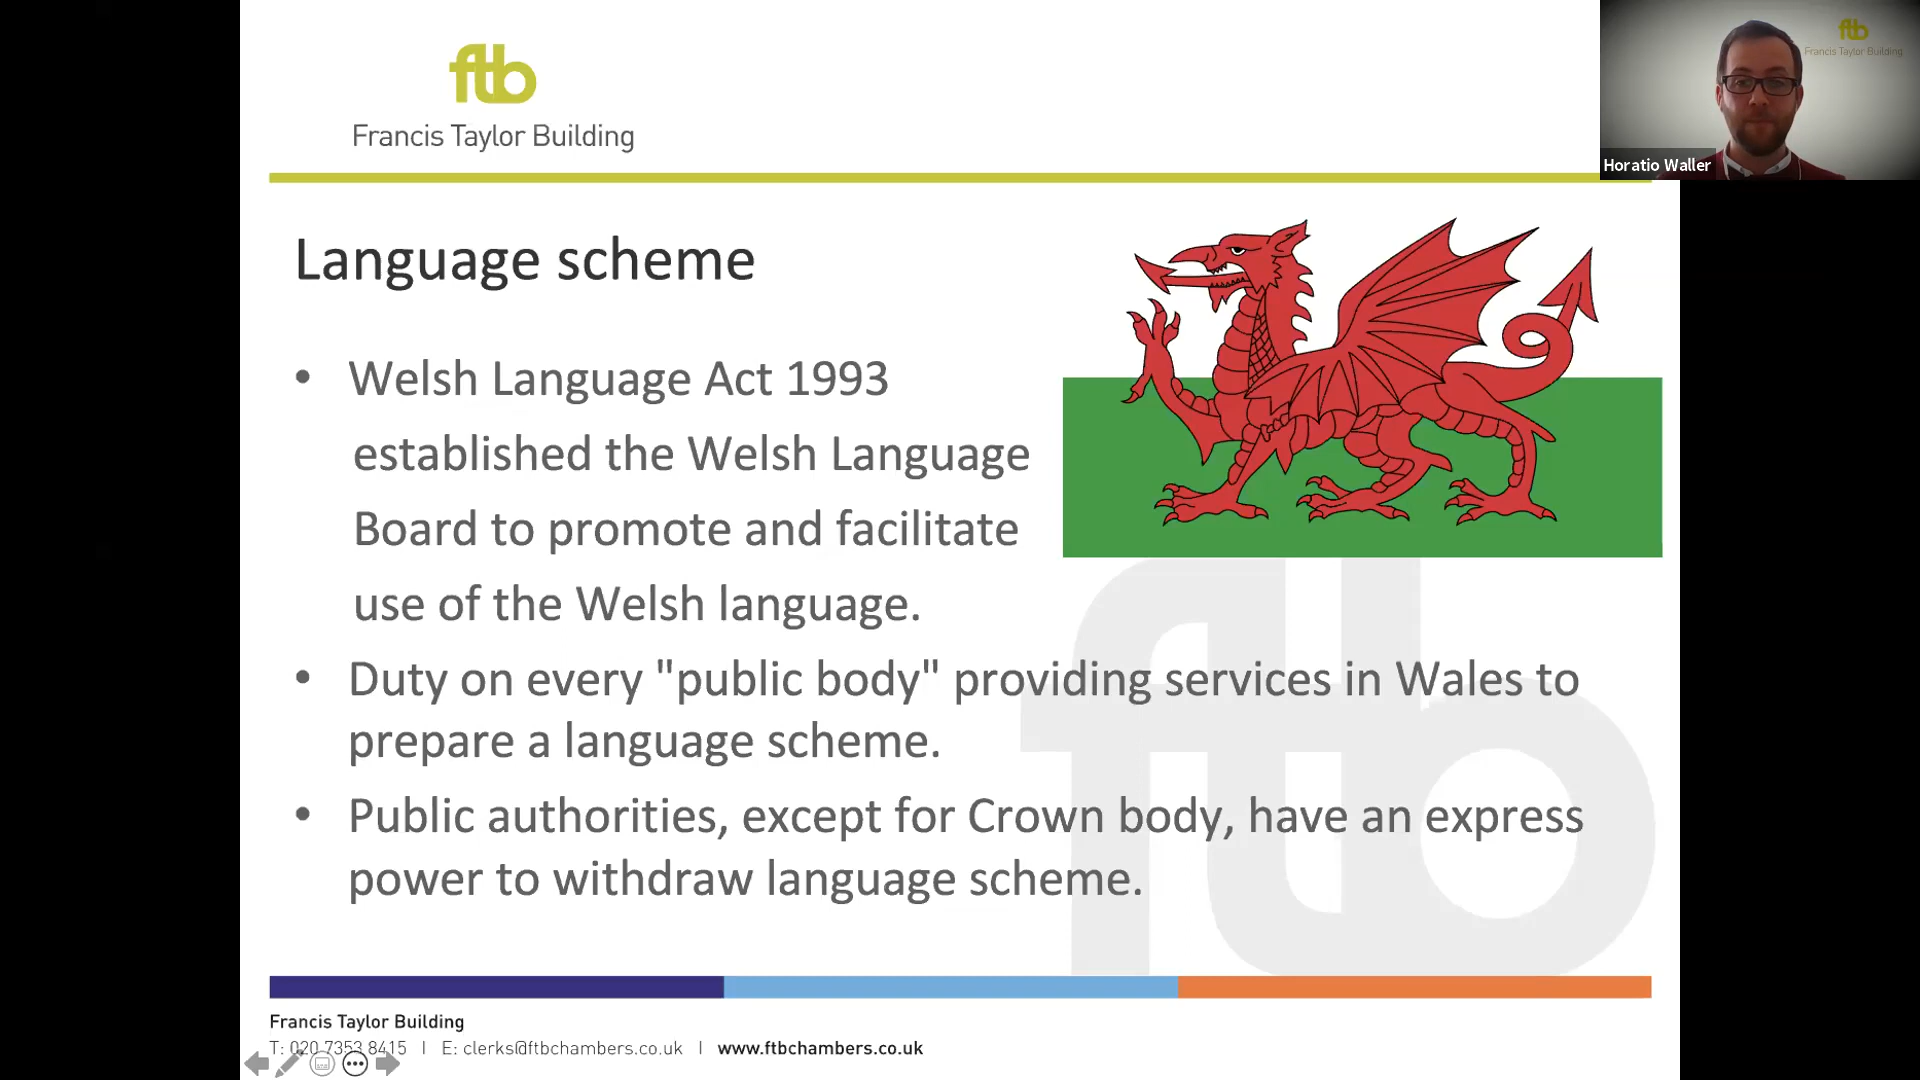 ftb
Francis Taylor Building
ftb
Francis Taylor Building
Horatio Waller
Language scheme
• Welsh Language Act 1993
established the Welsh Language
Board to promote and facilitate
use of the Welsh language.
• Duty on every "public body" providing services in Wales to
prepare a language scheme.
• Public authorities, except for Crown body, have an express
power to withdraw language scheme.
ftb
Francis Taylor Building
T: 020 7353 8415 | E: clerks@ftbchambers.co.uk | www.ftbchambers.co.uk